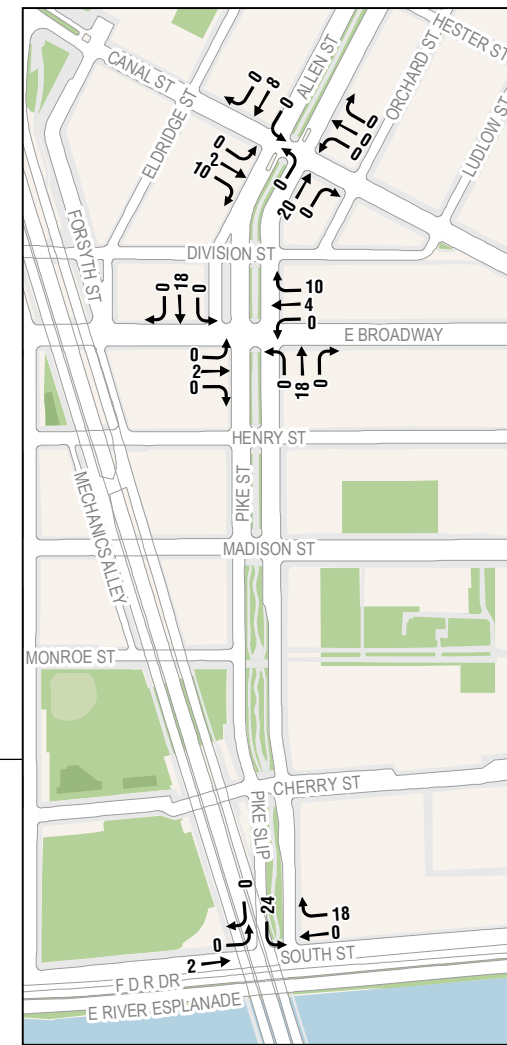 HESTER ST
CANAL ST
ALLEN ST
ORCHARD ST
ELDRIDGE ST
LUDLOW ST
0
8
0
0
0
0
0
2
10
0
20
0
FORSYTH ST
DIVISION ST
0
18
0
10
4
0
E BROADWAY
0
2
0
0
18
0
HENRY ST
PIKE ST
MECHANICS ALLEY
MADISON ST
MONROE ST
CHERRY ST
PIKE SLIP
0
24
0
2
18
0
SOUTH ST
F D R DR
E RIVER ESPLANADE